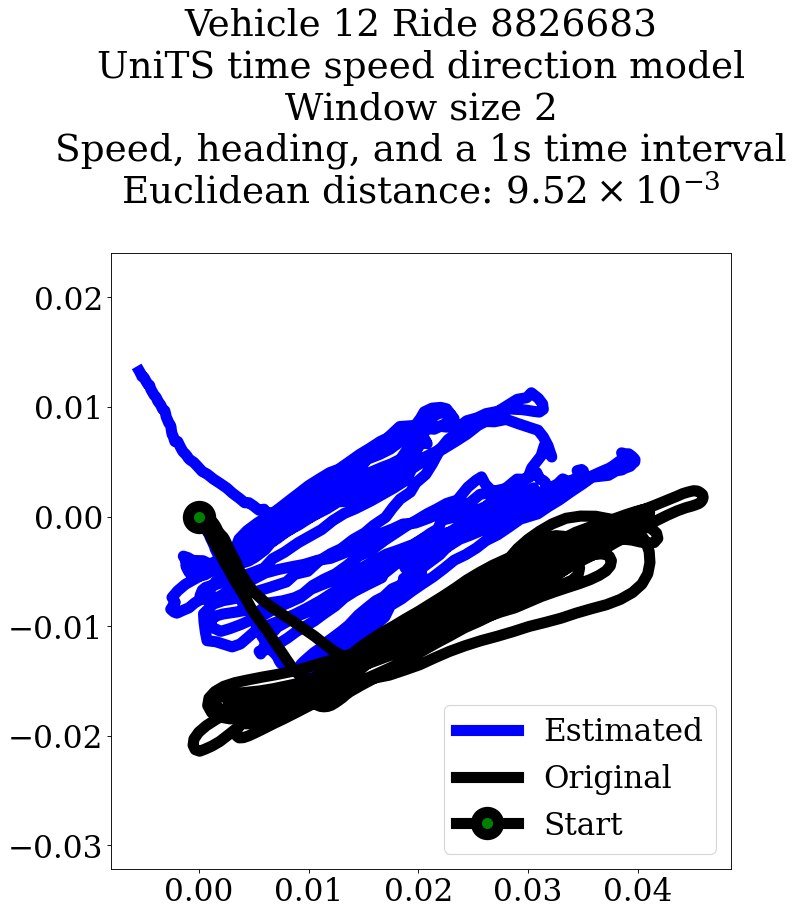 Vehicle 12 Ride 8826683
UniTS time speed direction model
Window size 2
Speed, heading, and a 1s time interval
Euclidean distance: 9.52 × 10⁻³
0.02
0.01
0.00
−0.01
−0.02
−0.03
Estimated
Original
Start
0.00 0.01 0.02 0.03 0.04